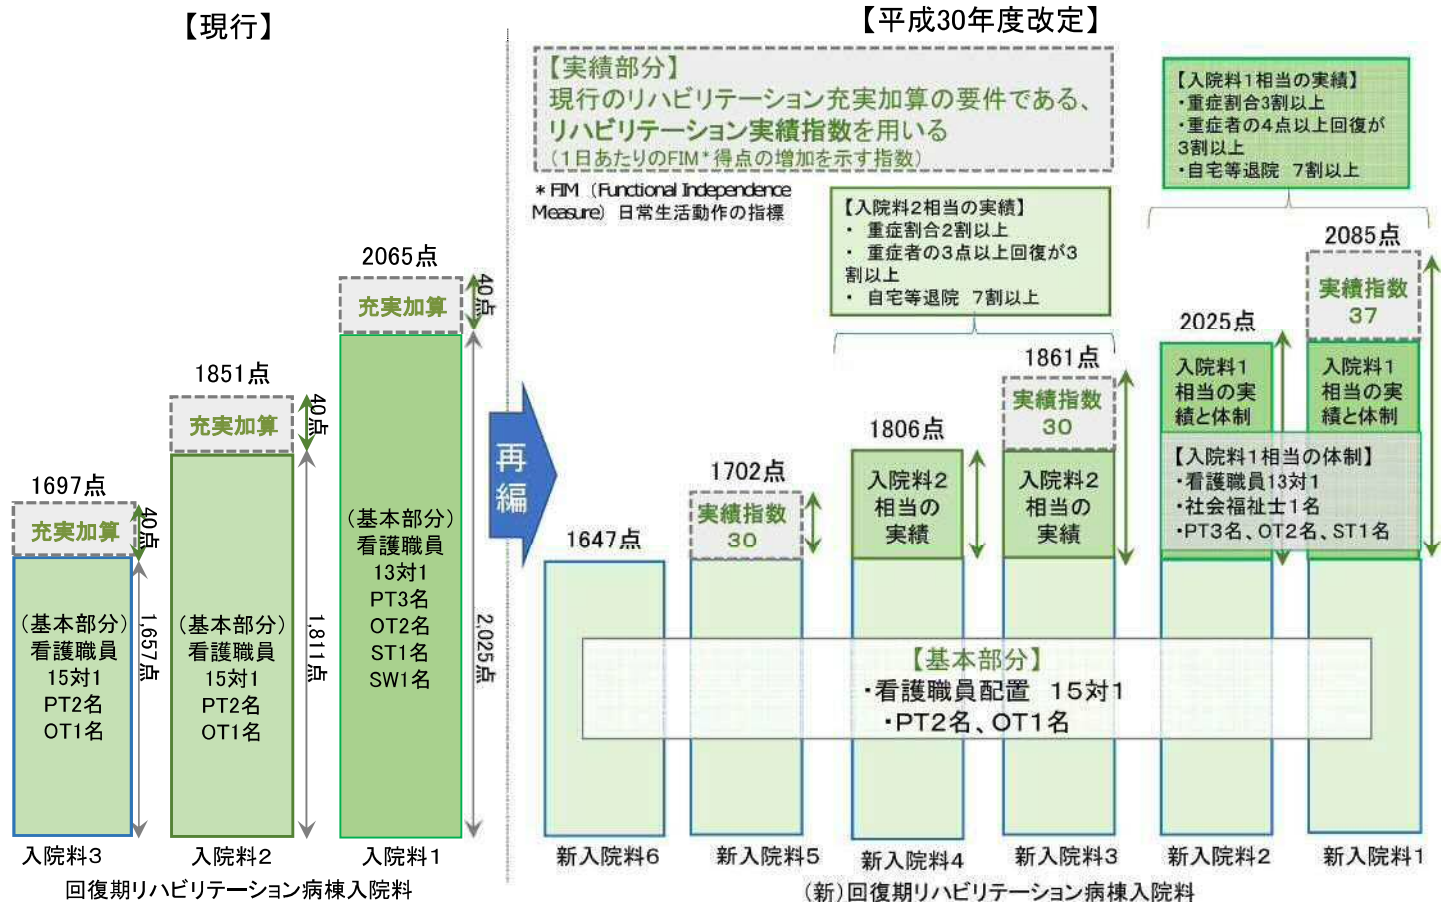 【現行】
2065点
充実加算
40点
1851点
充実加算
40点
1697点
充実加算
40点
(基本部分)
看護職員
15対1
PT2名
OT1名
1,657点
(基本部分)
看護職員
15対1
PT2名
OT1名
1,811点
(基本部分)
看護職員
13対1
PT3名
OT2名
ST1名
SW1名
2,025点
入院料3
入院料2
入院料1
回復期リハビリテーション病棟入院料
再編
【平成30年度改定】
【実績部分】
現行のリハビリテーション充実加算の要件である、
リハビリテーション実績指数を用いる
(1日あたりのFIM*得点の増加を示す指数)
* FIM (Functional Independence
Measure) 日常生活動作の指標
【入院料2相当の実績】
・ 重症割合2割以上
・ 重症者の3点以上回復が3
割以上
・ 自宅等退院 7割以上
【入院料1相当の実績】
・重症割合3割以上
・重症者の4点以上回復が
3割以上
・自宅等退院 7割以上
1647点
1702点
実績指数
30
1806点
入院料2
相当の
実績
1861点
実績指数
30
入院料2
相当の
実績
2025点
入院料1
相当の実
績と体制
2085点
実績指数
37
入院料1
相当の実
績と体制
【入院料1相当の体制】
・看護職員13対1
・社会福祉士1名
・PT3名、OT2名、ST1名
【基本部分】
・看護職員配置 15対1
・PT2名、OT1名
新入院料6
新入院料5
新入院料4
新入院料3
新入院料2
新入院料1
(新)回復期リハビリテーション病棟入院料